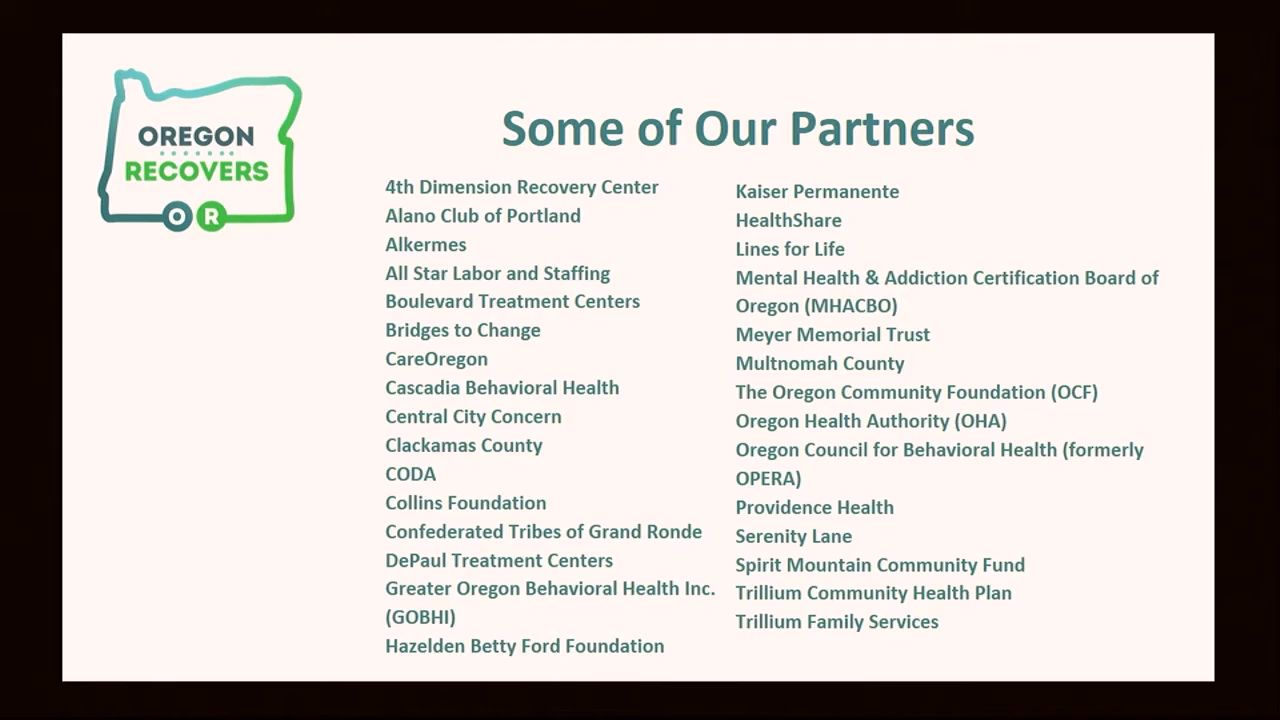 OREGON
RECOVERS
O R
Some of Our Partners
4th Dimension Recovery Center
Alano Club of Portland
Alkermes
All Star Labor and Staffing
Boulevard Treatment Centers
Bridges to Change
CareOregon
Cascadia Behavioral Health
Central City Concern
Clackamas County
CODA
Collins Foundation
Confederated Tribes of Grand Ronde
DePaul Treatment Centers
Greater Oregon Behavioral Health Inc.
(GOBHI)
Hazelden Betty Ford Foundation
Kaiser Permanente
HealthShare
Lines for Life
Mental Health & Addiction Certification Board of
Oregon (MHACBO)
Meyer Memorial Trust
Multnomah County
The Oregon Community Foundation (OCF)
Oregon Health Authority (OHA)
Oregon Council for Behavioral Health (formerly
OPERA)
Providence Health
Serenity Lane
Spirit Mountain Community Fund
Trillium Community Health Plan
Trillium Family Services